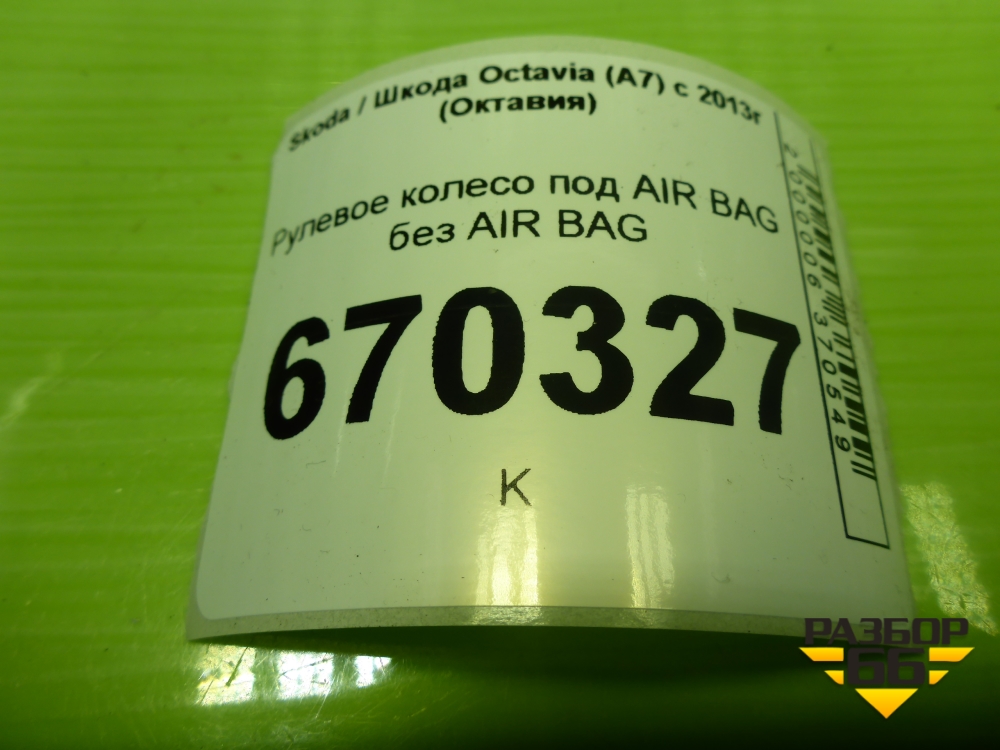 Skoda / Шкода Octavia (A7) с 2013г
(Октавия)
Рулевое колесо под AIR BAG
без AIR BAG
670327
К
2000006370549
РАЗБОР
66